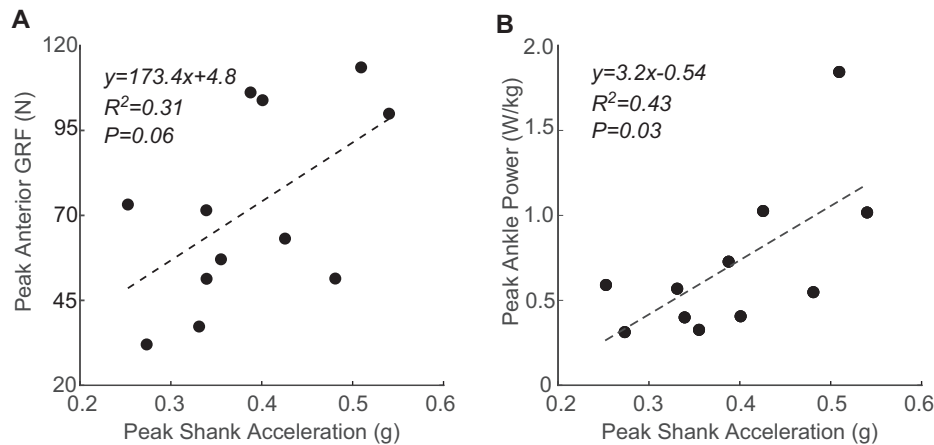 A
y=173.4x+4.8
R²=0.31
P=0.06
Peak Anterior GRF (N)
120
95
70
45
20
0.2 0.3 0.4 0.5 0.6
Peak Shank Acceleration (g)
B
y=3.2x-0.54
R²=0.43
P=0.03
Peak Ankle Power (W/kg)
2.0
1.5
1.0
0.5
0
0.2 0.3 0.4 0.5 0.6
Peak Shank Acceleration (g)